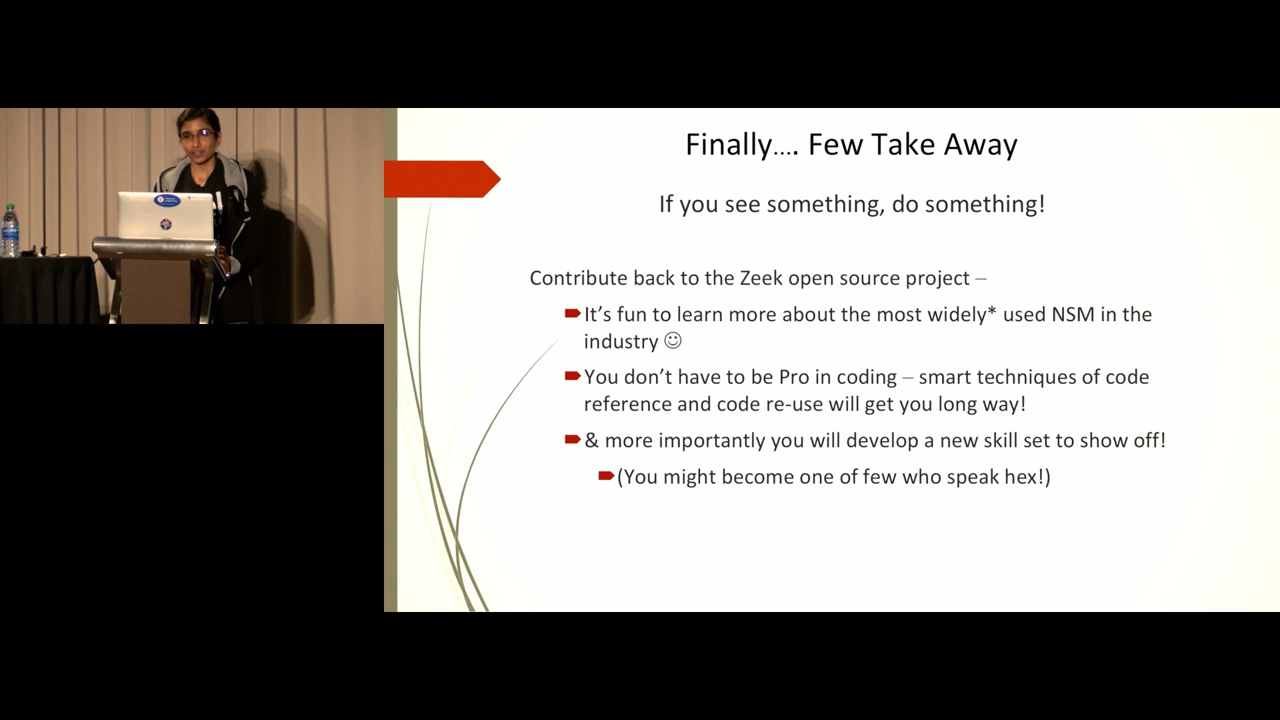 Finally.... Few Take Away
If you see something, do something!
Contribute back to the Zeek open source project –
It's fun to learn more about the most widely* used NSM in the
industry ☺
You don't have to be Pro in coding – smart techniques of code
reference and code re-use will get you long way!
& more importantly you will develop a new skill set to show off!
(You might become one of few who speak hex!)